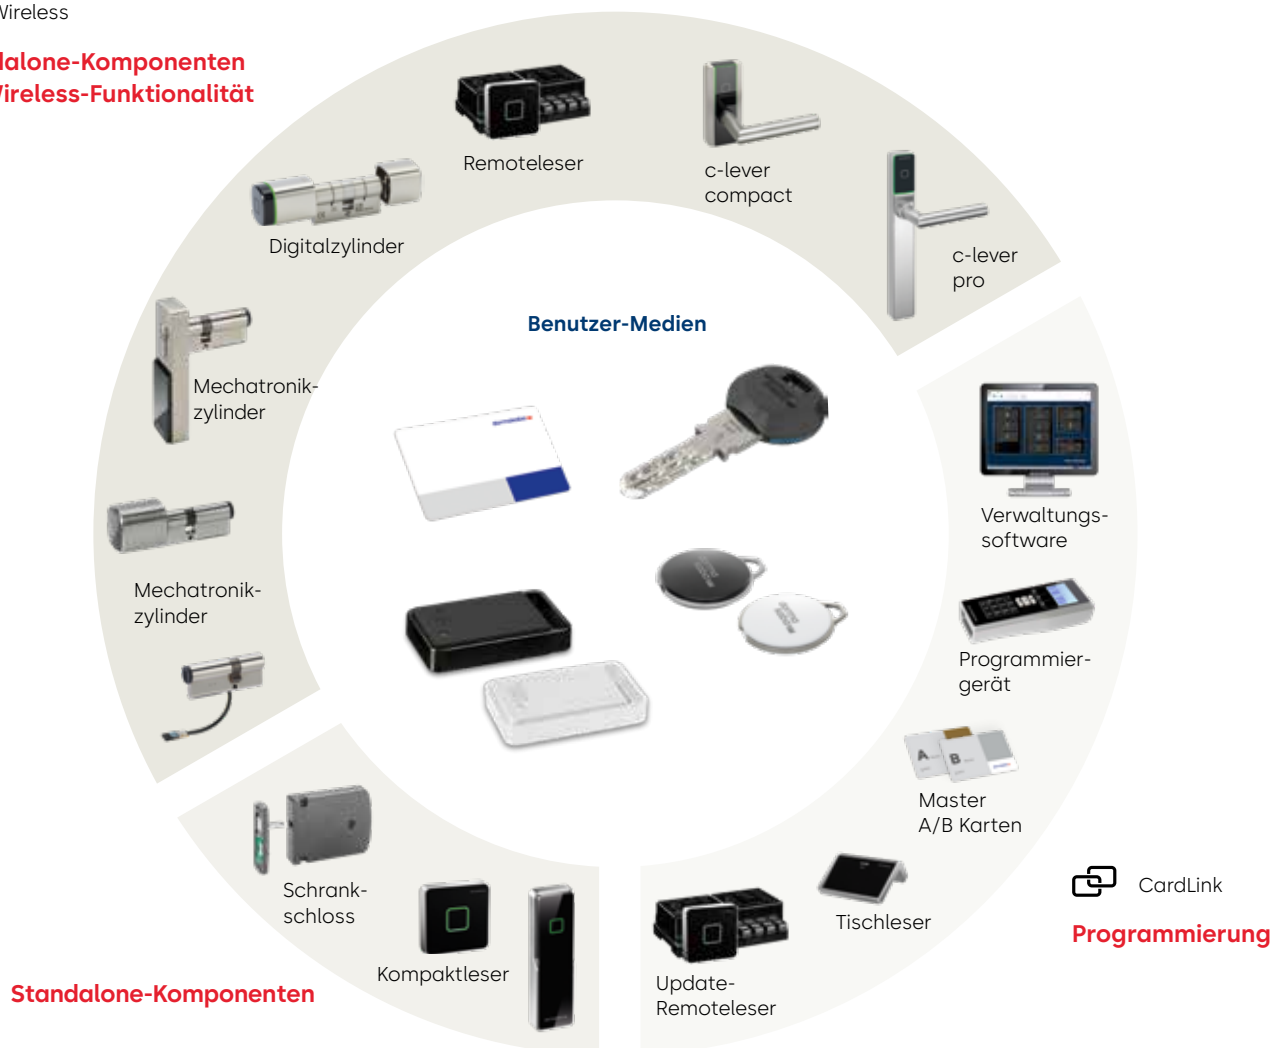 Wireless
dalone-Komponenten
Wireless-Funktionalität
Remoteleser
c-lever
compact
Digitalzylinder
c-lever
pro
Benutzer-Medien
Mechatronik-
zylinder
Verwaltungs-
software
Mechatronik-
zylinder
Programmier-
gerät
A
B
Master
A/B Karten
Schrank-
schloss
CardLink
Tischleser
Programmierung
Kompaktleser
Update-
Remoteleser
Standalone-Komponenten